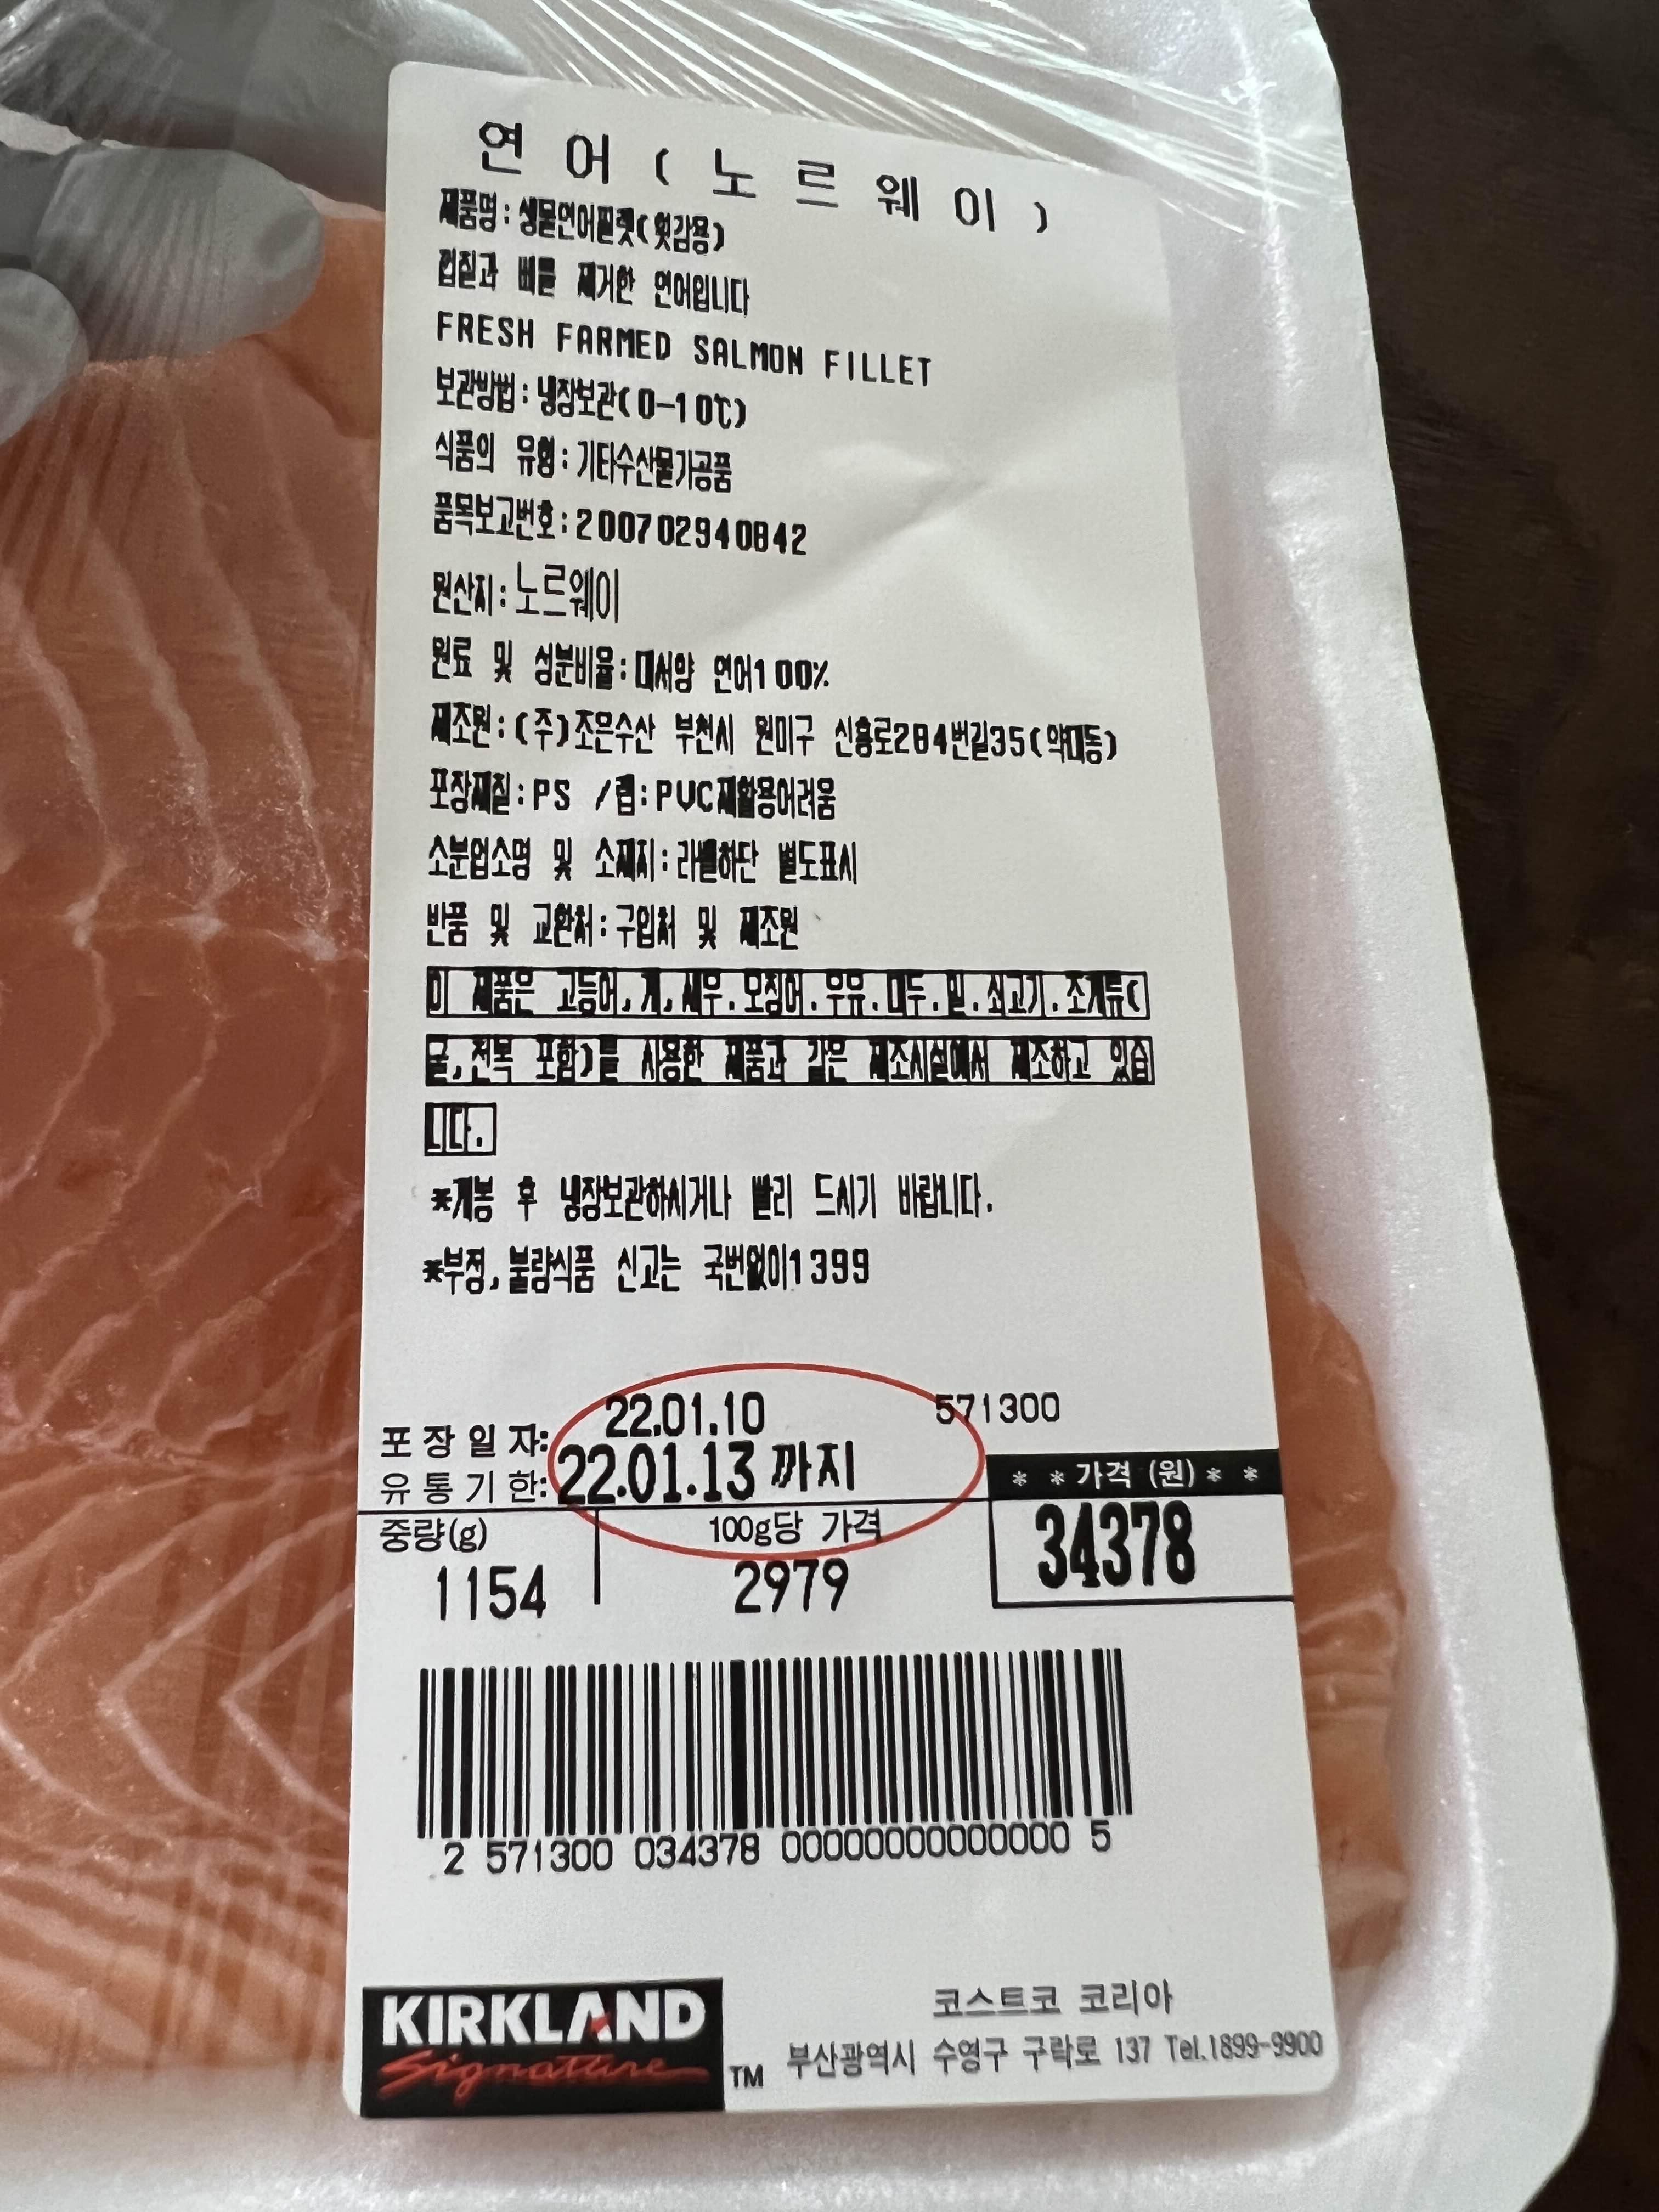 연어(노르웨이)
제품명:생물연어필렛(횟감용)
껍질과 뼈를 제거한 연어입니다
FRESH FARMED SALMON FILLET
보관방법:냉장보관(0-10℃)
식품의 유형:기타수산물가공품
품목보고번호:200702940842
원산지:노르웨이
원료 및 성분비율:대서양 연어100%
제조원:(주)조은수산 부천시 원미구 신흥로284번길35(약대동)
포장재질:PS /랩:PVC재활용어려움
소분업소명 및 소재지:라벨하단 별도표시
반품 및 교환처:구입처 및 제조원
이 제품은 고등어,게,새우.오징어.우유.대두.밀.쇠고기.조개류(
굴,전복 포함)를 사용한 제품과 같은 제조시설에서 제조하고 있습
니다.
*개봉 후 냉장보관하시거나 빨리 드시기 바랍니다.
*부정,불량식품 신고는 국번없이1399
포장일자: 22.01.10 571300
유통기한: 22.01.13 까지
**가격(원)**
34378
중량(g) 100g당 가격
1154 2979
2 571300 034378 00000000000000 5
KIRKLAND
Signature TM
코스트코 코리아
부산광역시 수영구 구락로 137 Tel.1899-9900